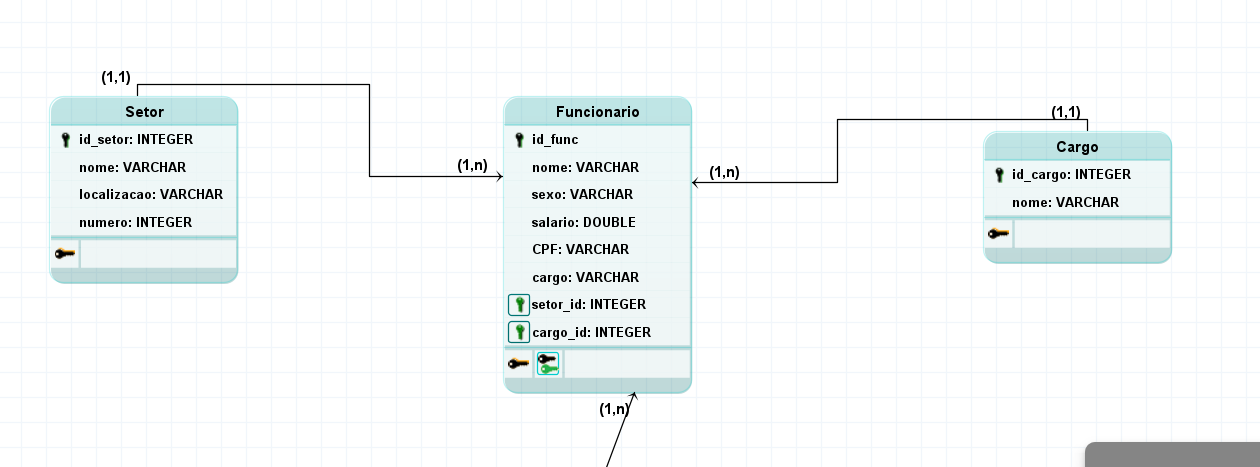 (1,1)
Setor
id_setor: INTEGER
nome: VARCHAR
localizacao: VARCHAR
numero: INTEGER
(1,n)
Funcionario
id_func
nome: VARCHAR
sexo: VARCHAR
salario: DOUBLE
CPF: VARCHAR
cargo: VARCHAR
setor_id: INTEGER
cargo_id: INTEGER
(1,n)
(1,n)
(1,1)
Cargo
id_cargo: INTEGER
nome: VARCHAR